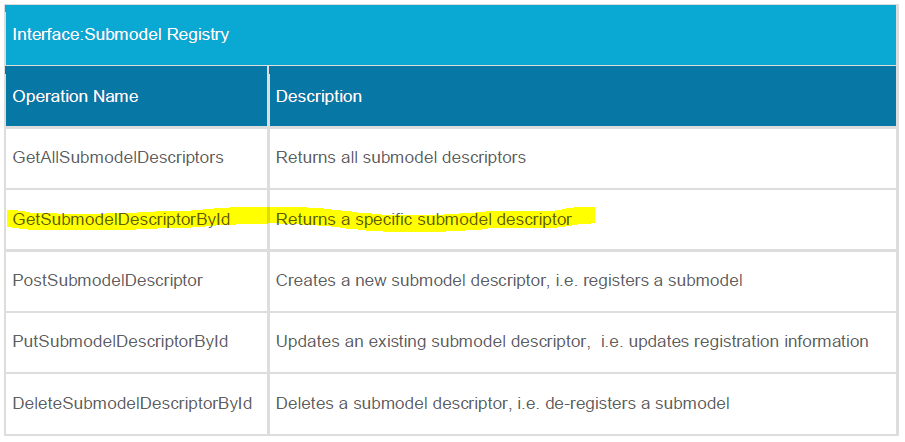 Interface:Submodel Registry
Operation Name Description
GetAllSubmodelDescriptors Returns all submodel descriptors
GetSubmodelDescriptorById Returns a specific submodel descriptor
PostSubmodelDescriptor Creates a new submodel descriptor, i.e. registers a submodel
PutSubmodelDescriptorById Updates an existing submodel descriptor, i.e. updates registration information
DeleteSubmodelDescriptorById Deletes a submodel descriptor, i.e. de-registers a submodel